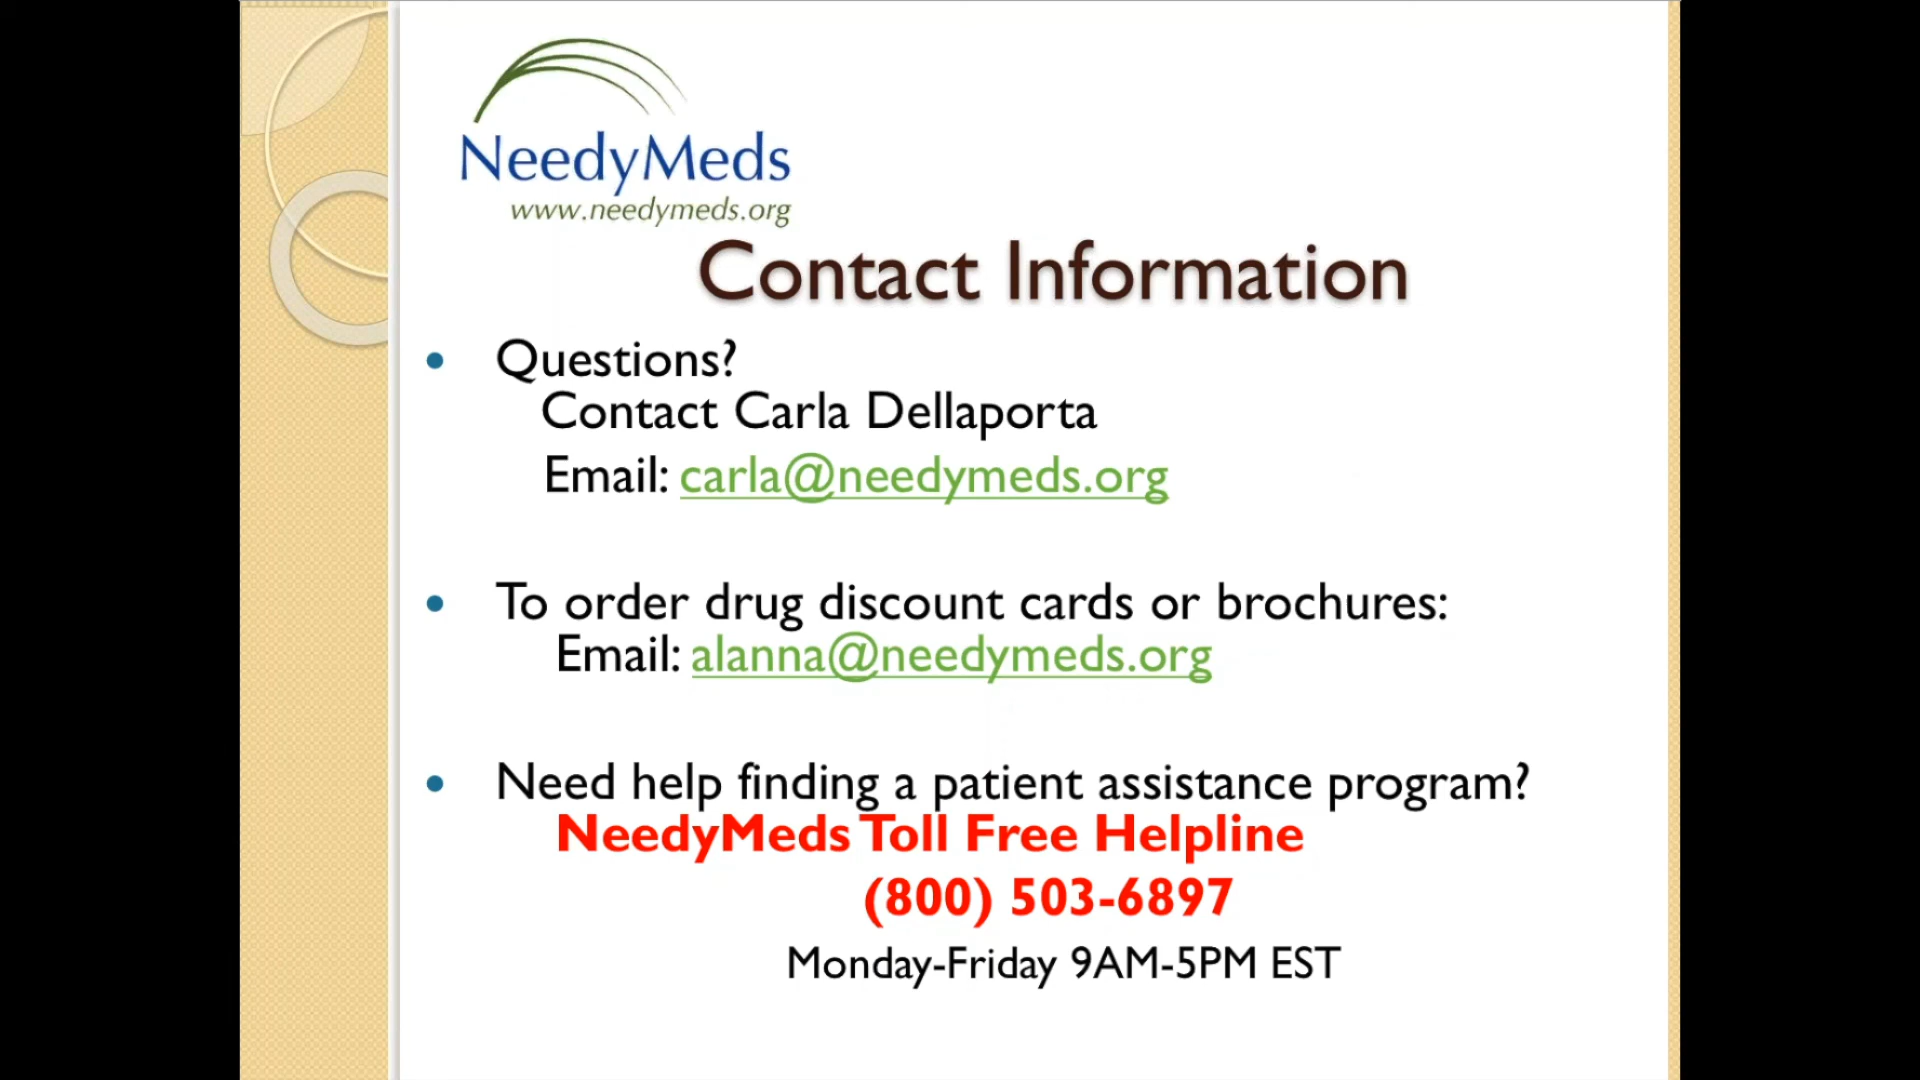 NeedyMeds
www.needymeds.org
Contact Information
• Questions?
Contact Carla Dellaporta
Email: carla@needymeds.org
• To order drug discount cards or brochures:
Email: alanna@needymeds.org
• Need help finding a patient assistance program?
NeedyMeds Toll Free Helpline
(800) 503-6897
Monday-Friday 9AM-5PM EST